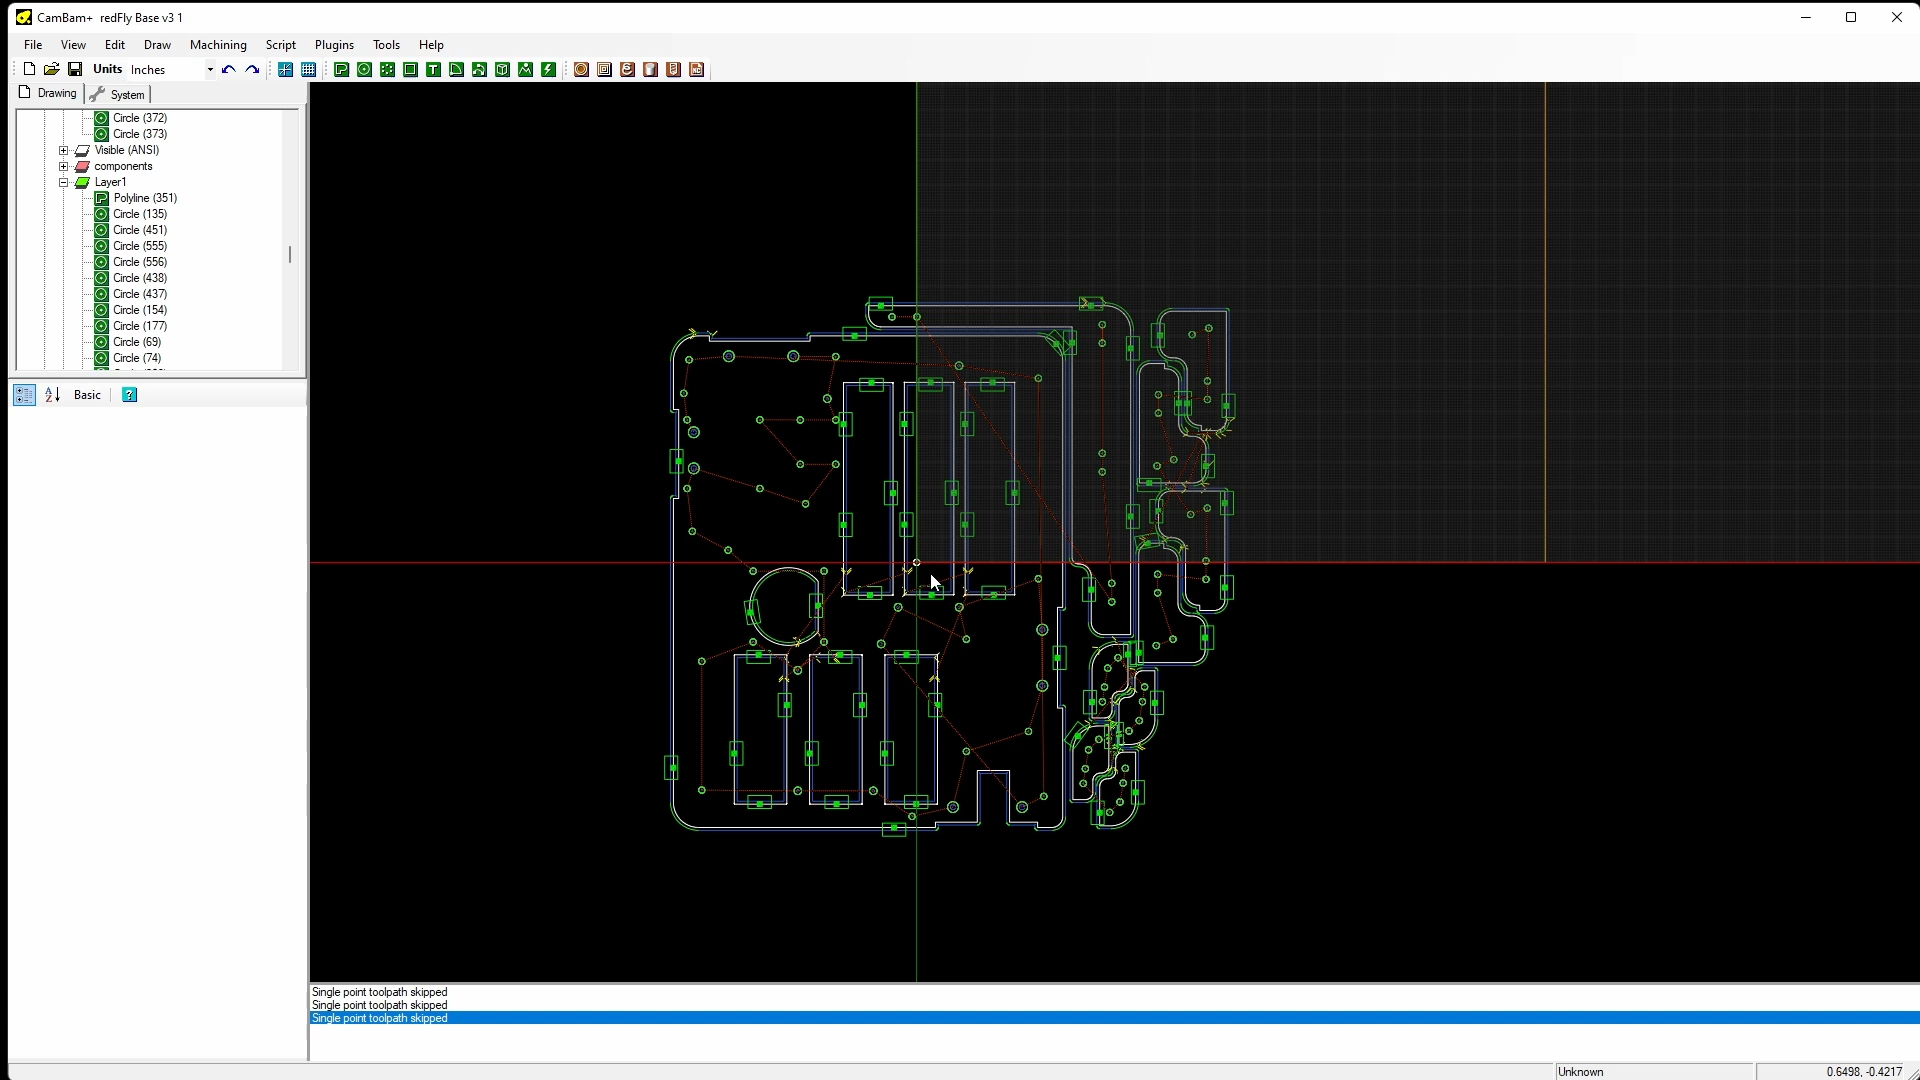 CamBam+ redFly Base v3 1
File View Edit Draw Machining Script Plugins Tools Help
Units Inches
Drawing System
Circle (372)
Circle (373)
Visible (ANSI)
components
Layer1
Polyline (351)
Circle (135)
Circle (451)
Circle (555)
Circle (556)
Circle (438)
Circle (437)
Circle (154)
Circle (177)
Circle (69)
Circle (74)
Basic
Single point toolpath skipped
Single point toolpath skipped
Single point toolpath skipped
Unknown 0.6498, -0.4217